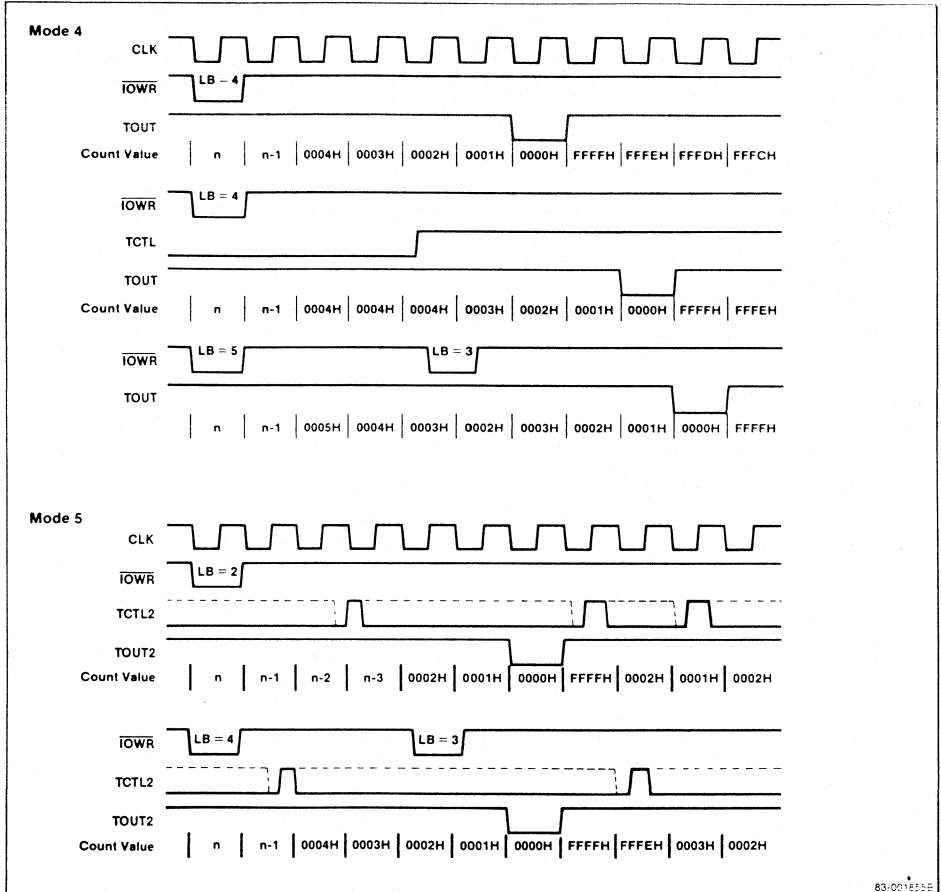 Mode 4
CLK
IOWR LB = 4
TOUT
Count Value n n-1 0004H 0003H 0002H 0001H 0000H FFFFH FFFEH FFFDH FFFCH
IOWR LB = 4
TCTL
TOUT
Count Value n n-1 0004H 0004H 0004H 0003H 0002H 0001H 0000H FFFFH FFFEH
IOWR LB = 5 LB = 3
TOUT
n n-1 0005H 0004H 0003H 0002H 0003H 0002H 0001H 0000H FFFFH
Mode 5
CLK
IOWR LB = 2
TCTL2
TOUT2
Count Value n n-1 n-2 n-3 0002H 0001H 0000H FFFFH 0002H 0001H 0002H
IOWR LB = 4 LB = 3
TCTL2
TOUT2
Count Value n n-1 0004H 0003H 0002H 0001H 0000H FFFFH FFFEH 0003H 0002H